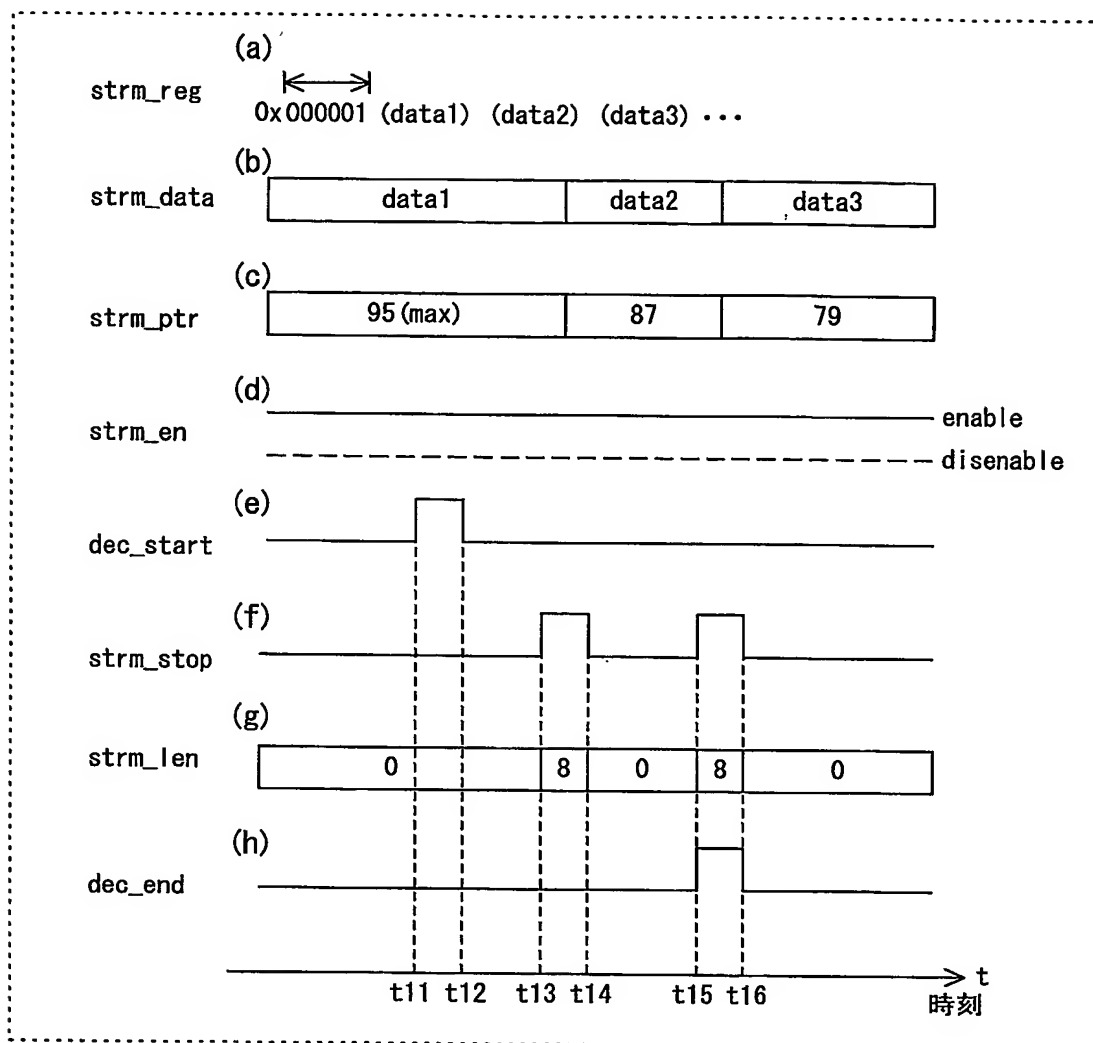 (a)
strm_reg
0x000001 (data1) (data2) (data3) ･･･
(b)
strm_data data1 data2 data3
(c)
strm_ptr 95(max) 87 79
(d)
strm_en enable
disenable
(e)
dec_start
(f)
strm_stop
(g)
strm_len 0 8 0 8 0
(h)
dec_end
t11 t12 t13 t14 t15 t16 t
時刻